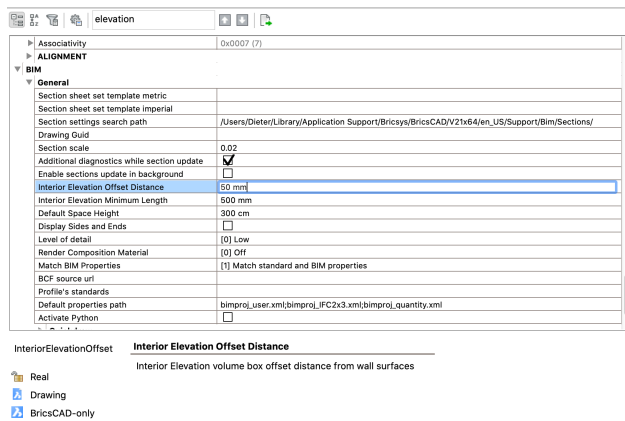 elevation
Associativity 0x0007 (7)
ALIGNMENT
BIM
General
Section sheet set template metric
Section sheet set template imperial
Section settings search path /Users/Dieter/Library/Application Support/Bricsys/BricsCAD/V21x64/en_US/Support/Bim/Sections/
Drawing Guid
Section scale 0.02
Additional diagnostics while section update
Enable sections update in background
Interior Elevation Offset Distance 50 mm
Interior Elevation Minimum Length 500 mm
Default Space Height 300 cm
Display Sides and Ends
Level of detail [0] Low
Render Composition Material [0] Off
Match BIM Properties [1] Match standard and BIM properties
BCF source url
Profile's standards
Default properties path bimproj_user.xml;bimproj_IFC2x3.xml;bimproj_quantity.xml
Activate Python
InteriorElevationOffset Interior Elevation Offset Distance
Interior Elevation volume box offset distance from wall surfaces
Real
Drawing
BricsCAD-only